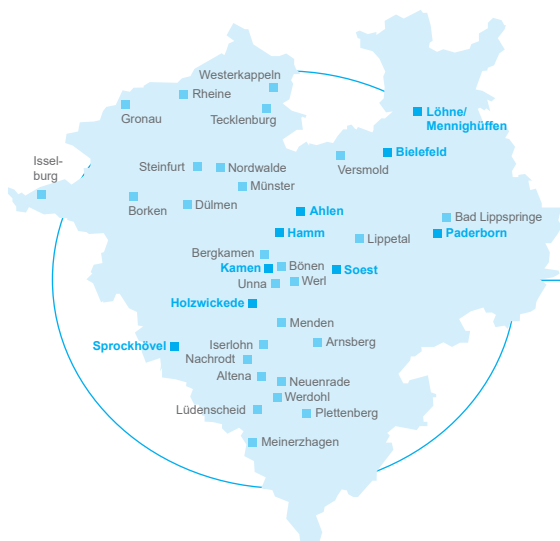 Westerkappeln
Rheine
Gronau
Tecklenburg
Löhne/
Mennighüffen
Bielefeld
Issel-
burg
Steinfurt
Nordwalde
Versmold
Münster
Borken
Dülmen
Ahlen
Bad Lippspringe
Hamm
Lippetal
Paderborn
Bergkamen
Kamen
Bönen
Soest
Unna
Werl
Holzwickede
Menden
Sprockhövel
Iserlohn
Arnsberg
Nachrodt
Altena
Neuenrade
Werdohl
Lüdenscheid
Plettenberg
Meinerzhagen